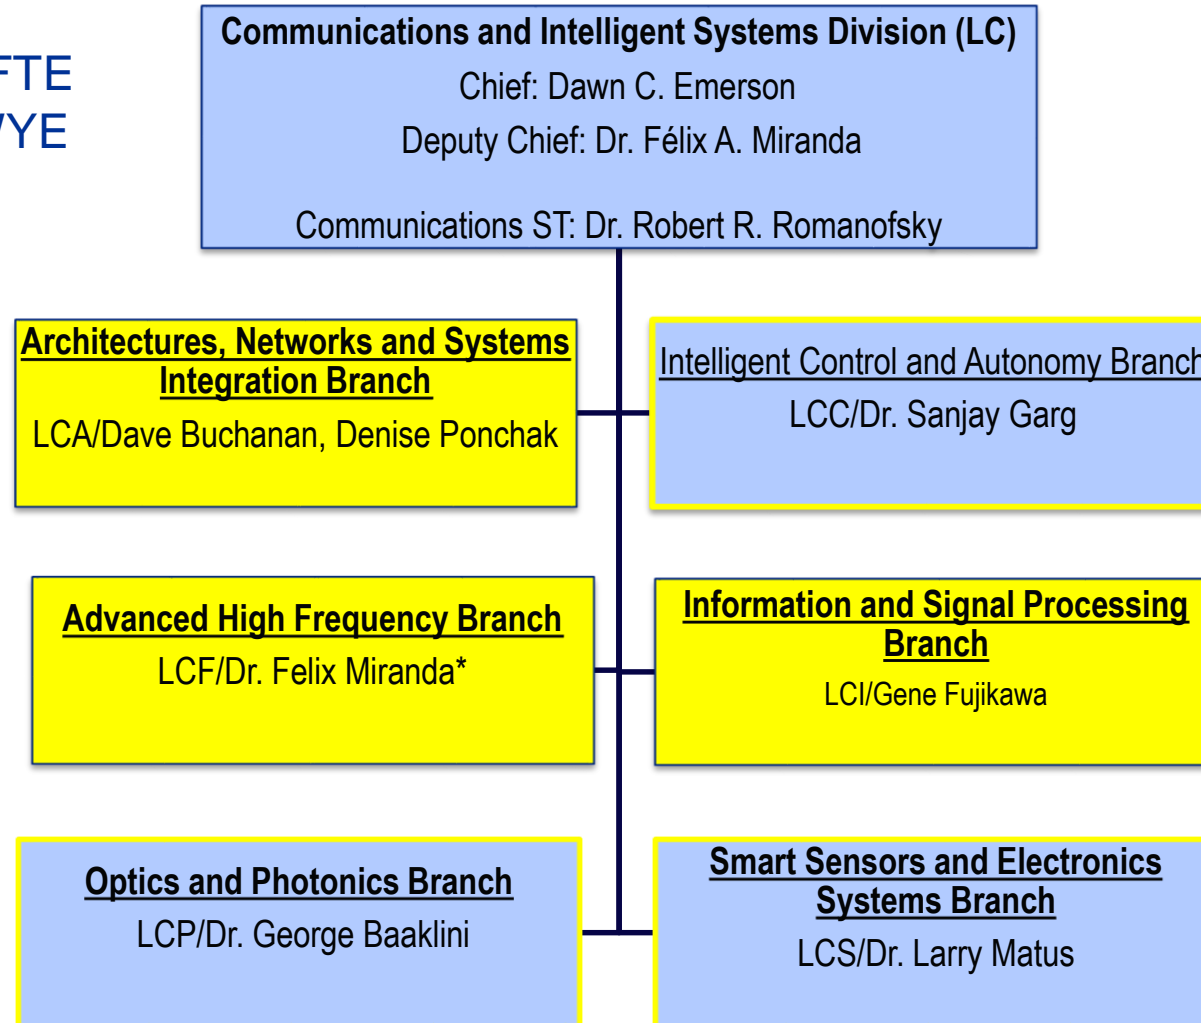 Communications and Intelligent Systems Division (LC)
Chief: Dawn C. Emerson
Deputy Chief: Dr. Félix A. Miranda
Communications ST: Dr. Robert R. Romanofsky
FTE
WYE
Architectures, Networks and Systems
Integration Branch
LCA/Dave Buchanan, Denise Ponchak
Intelligent Control and Autonomy Branch
LCC/Dr. Sanjay Garg
Advanced High Frequency Branch
LCF/Dr. Felix Miranda*
Information and Signal Processing
Branch
LCI/Gene Fujikawa
Optics and Photonics Branch
LCP/Dr. George Baaklini
Smart Sensors and Electronics
Systems Branch
LCS/Dr. Larry Matus